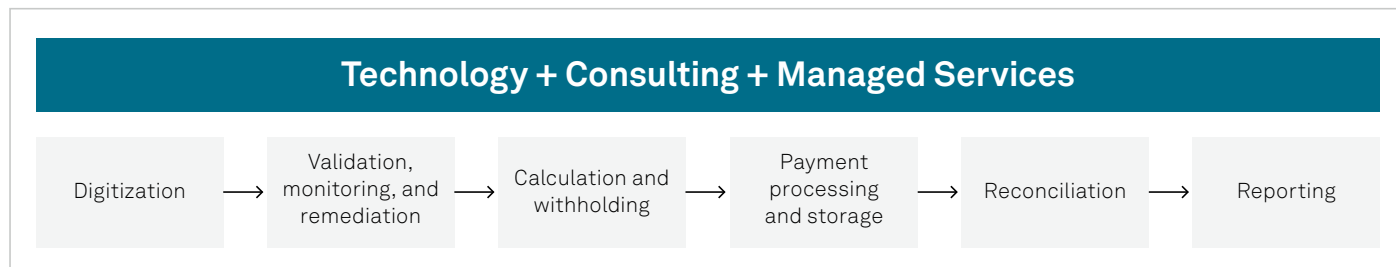 Technology + Consulting + Managed Services
Digitization
Validation,
monitoring, and
remediation
Calculation and
withholding
Payment
processing
and storage
Reconciliation
Reporting